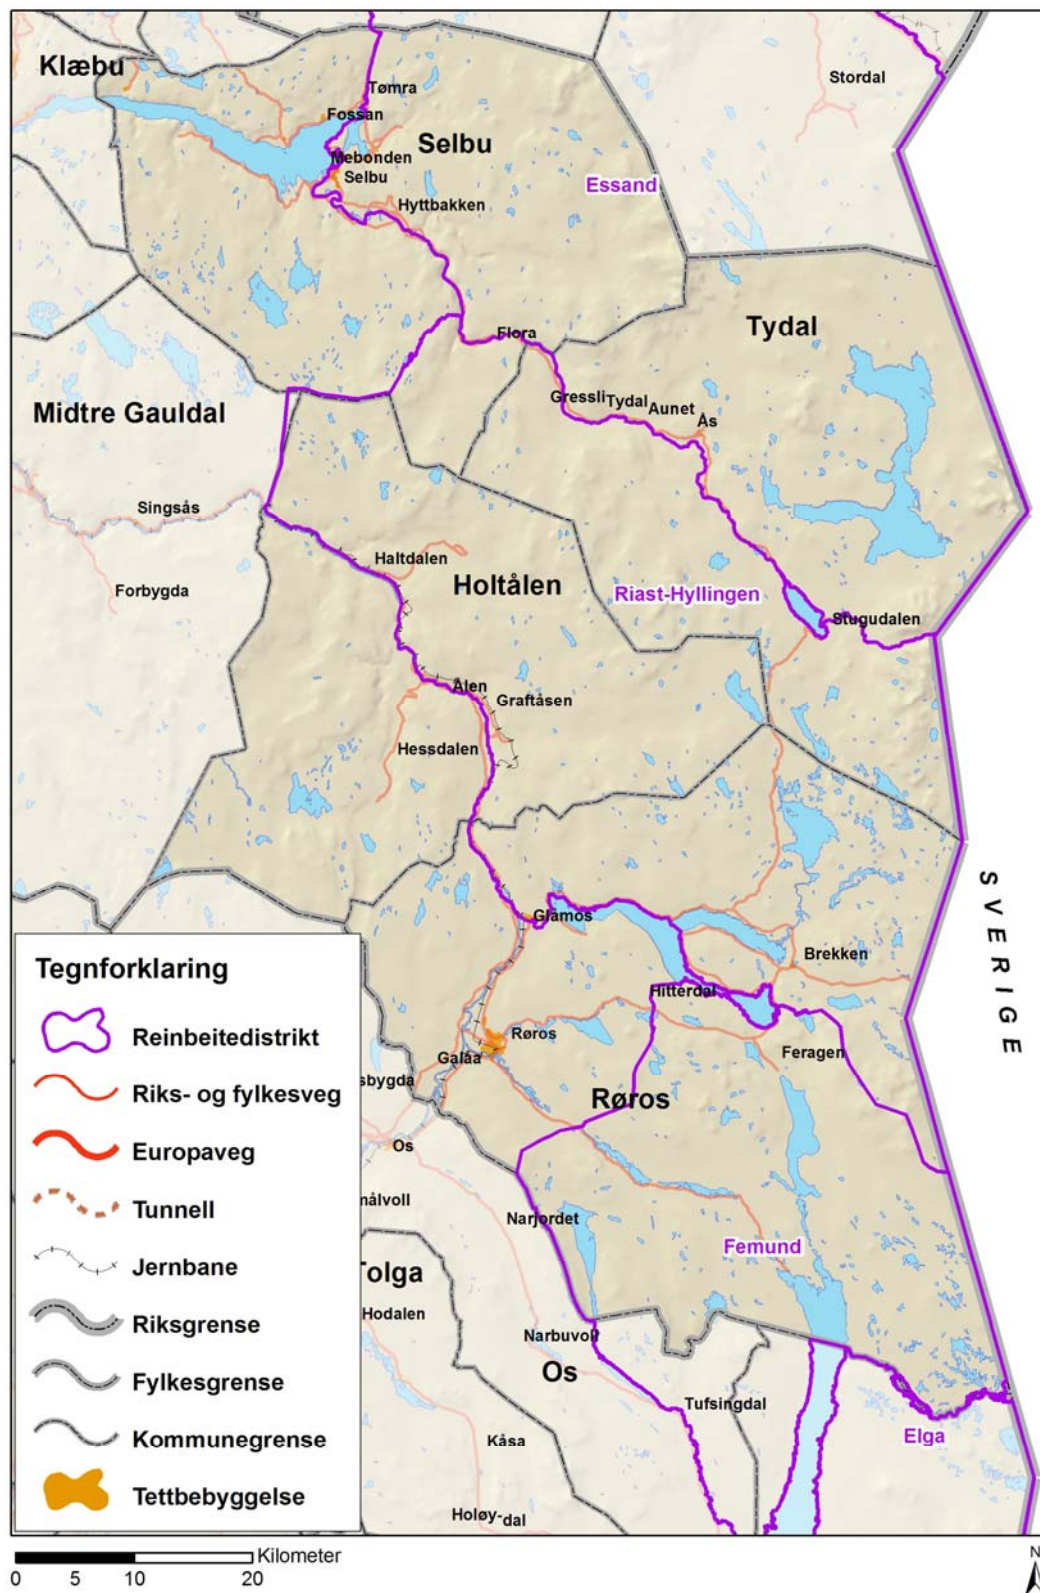 Klæbu
Stordal
Tømra
Fossan
Selbu
Mebonden
Selbu
Essand
Hyttbakken
Tydal
Flora
Gressli
Tydal
Aunet
Ås
Midtre Gauldal
Singsås
Haltdalen
Holtålen
Forbygda
Riast-Hyllingen
Stugudalen
Ålen
Graftåsen
Hessdalen
SVERIGE
Glåmos
Brekken
Hitterdal
Røros
Galåa
Feragen
sbygda
Røros
Os
målvoll
Narjordet
Femund
Tolga
Hodalen
Narbuvoll
Os
Tufsingdal
Elga
Kåsa
Holøy-dal
Tegnforklaring
Reinbeitedistrikt
Riks- og fylkesveg
Europaveg
Tunnell
Jernbane
Riksgrense
Fylkesgrense
Kommunegrense
Tettbebyggelse
Kilometer
0 5 10 20
N